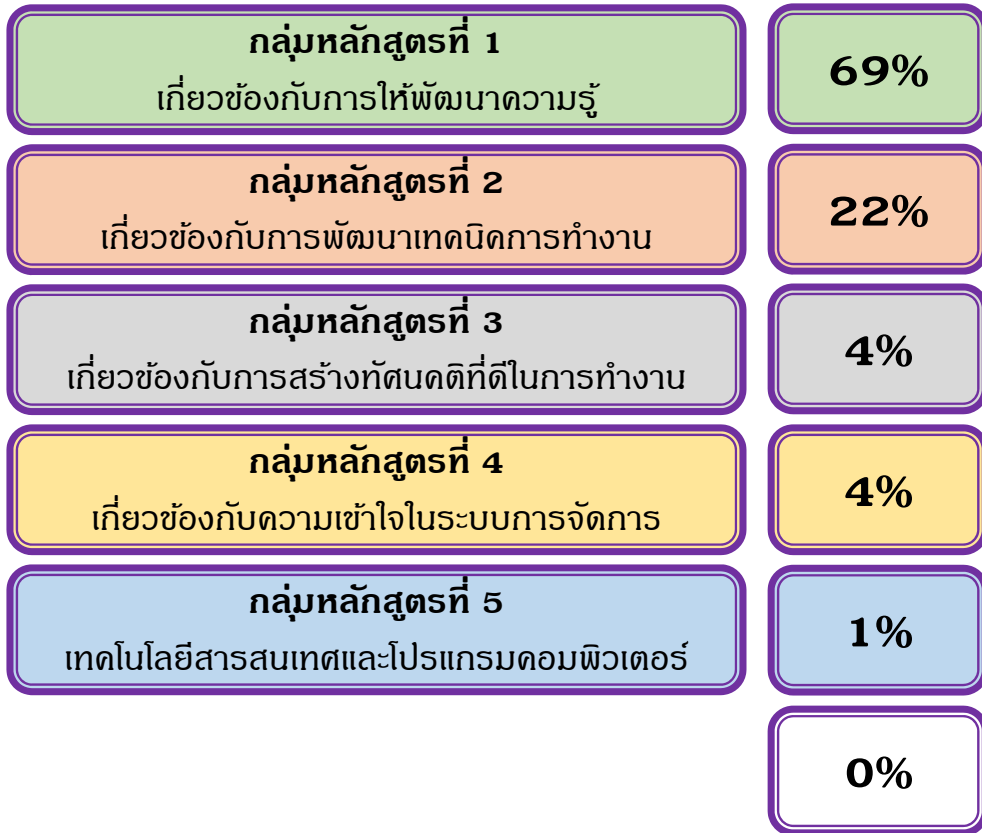 กลุ่มหลักสูตรที่ 1
เกี่ยวข้องกับการให้พัฒนาความรู้
69%
กลุ่มหลักสูตรที่ 2
เกี่ยวข้องกับการพัฒนาเทคนิคการทำงาน
22%
กลุ่มหลักสูตรที่ 3
เกี่ยวข้องกับการสร้างทัศนคติที่ดีในการทำงาน
4%
กลุ่มหลักสูตรที่ 4
เกี่ยวข้องกับความเข้าใจในระบบการจัดการ
4%
กลุ่มหลักสูตรที่ 5
เทคโนโลยีสารสนเทศและโปรแกรมคอมพิวเตอร์
1%
0%